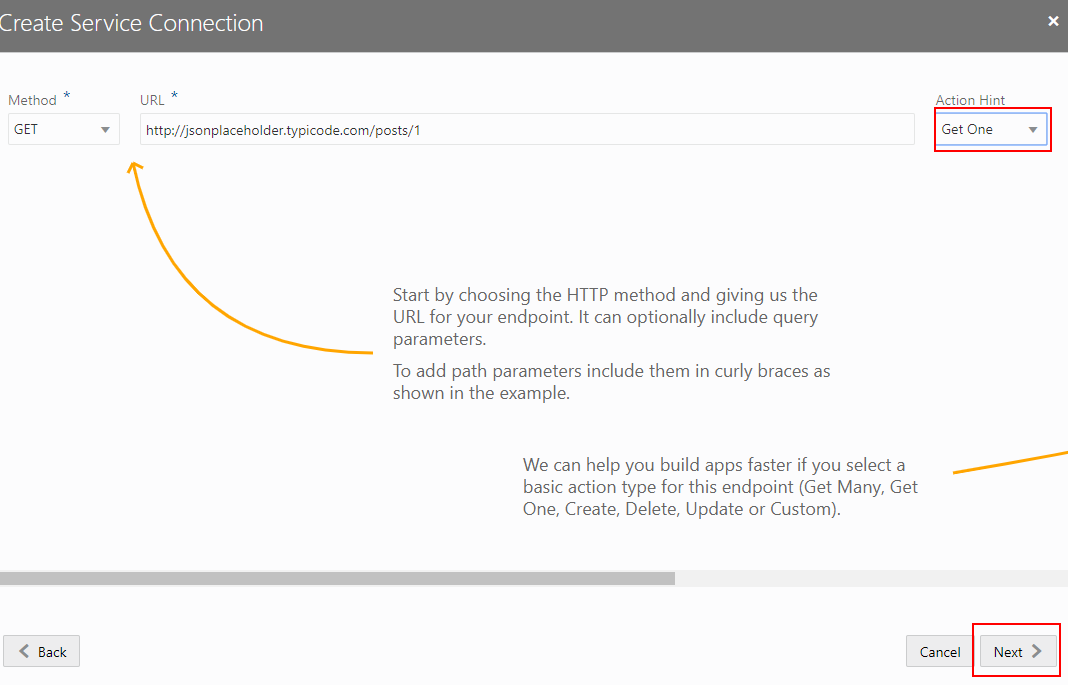 Create Service Connection
×
Method * URL * Action Hint
GET http://jsonplaceholder.typicode.com/posts/1 Get One
Start by choosing the HTTP method and giving us the
URL for your endpoint. It can optionally include query
parameters.
To add path parameters include them in curly braces as
shown in the example.
We can help you build apps faster if you select a
basic action type for this endpoint (Get Many, Get
One, Create, Delete, Update or Custom).
Back Cancel Next